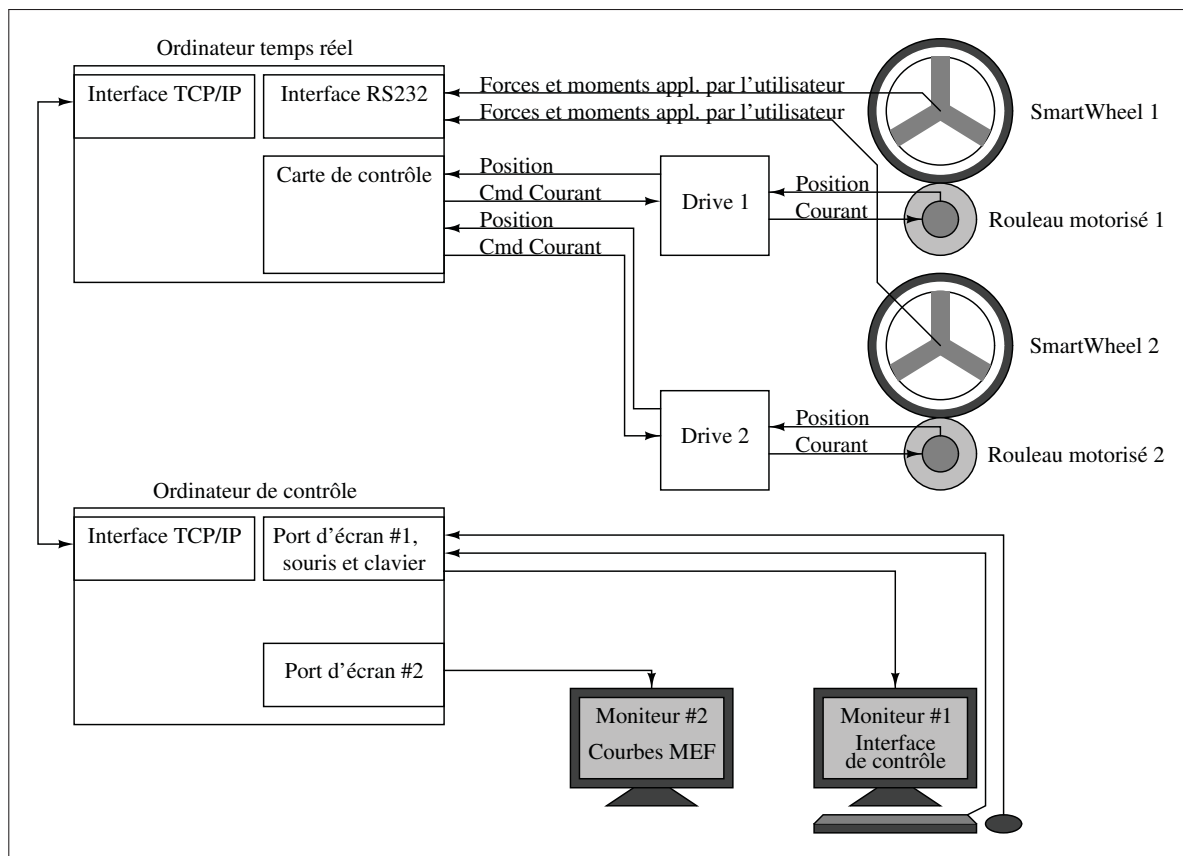 Ordinateur temps réel
Interface TCP/IP
Interface RS232
Forces et moments appl. par l'utilisateur
Forces et moments appl. par l'utilisateur
SmartWheel 1
Carte de contrôle
Position
Cmd Courant
Position
Cmd Courant
Drive 1
Position
Courant
Rouleau motorisé 1
SmartWheel 2
Drive 2
Position
Courant
Rouleau motorisé 2
Ordinateur de contrôle
Interface TCP/IP
Port d'écran #1,
souris et clavier
Port d'écran #2
Moniteur #2
Courbes MEF
Moniteur #1
Interface
de contrôle